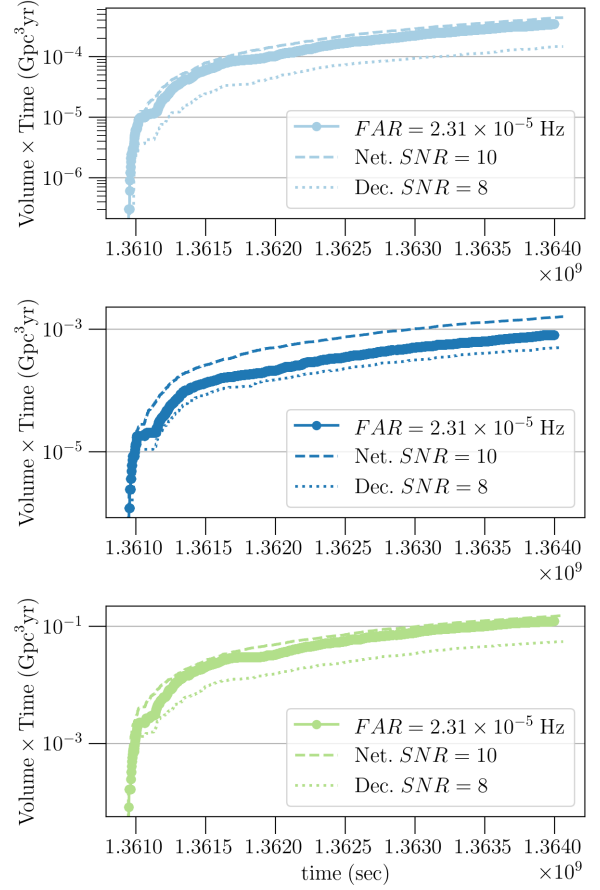 Volume × Time (Gpc³yr)
10⁻⁴
10⁻⁵
10⁻⁶
FAR = 2.31 × 10⁻⁵ Hz
Net. SNR = 10
Dec. SNR = 8
1.3610 1.3615 1.3620 1.3625 1.3630 1.3635 1.3640
×10⁹
Volume × Time (Gpc³yr)
10⁻³
10⁻⁵
FAR = 2.31 × 10⁻⁵ Hz
Net. SNR = 10
Dec. SNR = 8
1.3610 1.3615 1.3620 1.3625 1.3630 1.3635 1.3640
×10⁹
Volume × Time (Gpc³yr)
10⁻¹
10⁻³
FAR = 2.31 × 10⁻⁵ Hz
Net. SNR = 10
Dec. SNR = 8
1.3610 1.3615 1.3620 1.3625 1.3630 1.3635 1.3640
time (sec)
×10⁹